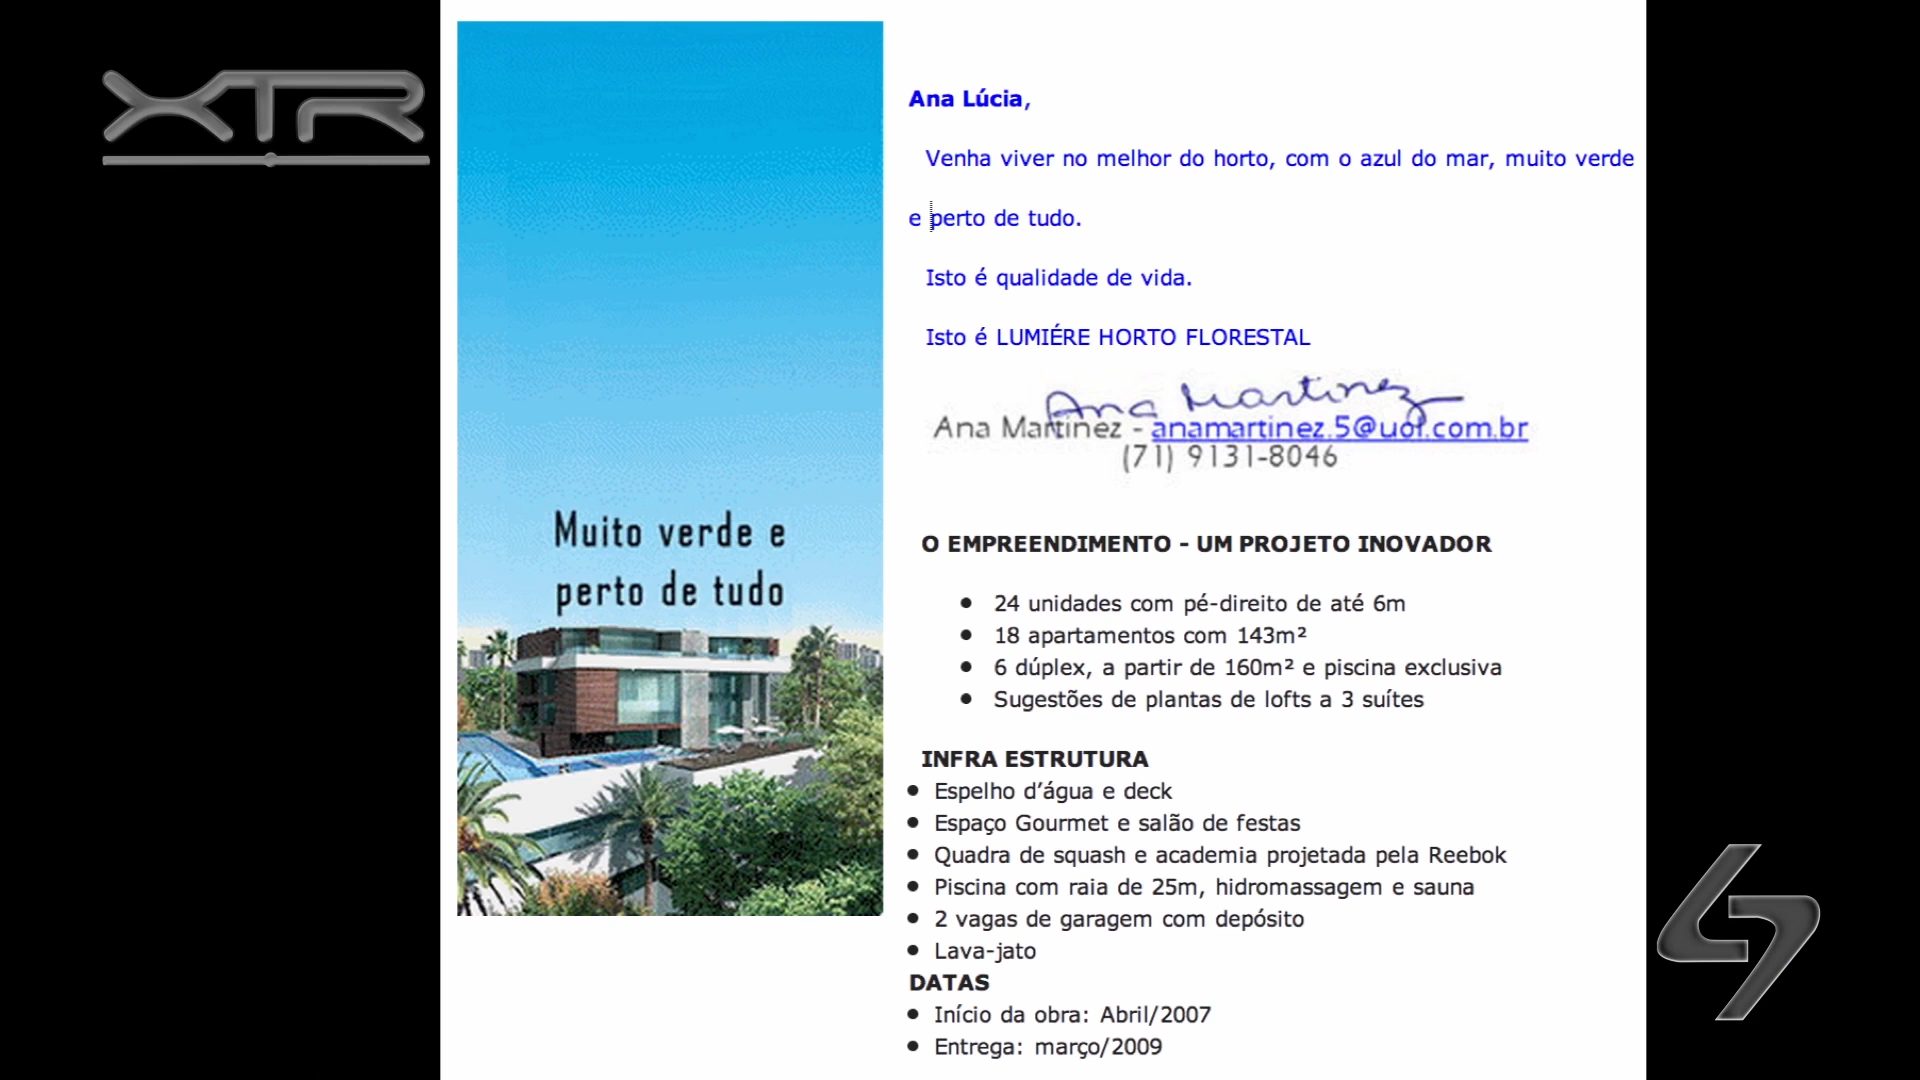 XTR
Ana Lúcia,
Venha viver no melhor do horto, com o azul do mar, muito verde
e perto de tudo.
Isto é qualidade de vida.
Isto é LUMIÉRE HORTO FLORESTAL
Ana Martinez
Ana Martinez - anamartinez.5@uol.com.br
(71) 9131-8046
Muito verde e
perto de tudo
O EMPREENDIMENTO - UM PROJETO INOVADOR
• 24 unidades com pé-direito de até 6m
• 18 apartamentos com 143m²
• 6 dúplex, a partir de 160m² e piscina exclusiva
• Sugestões de plantas de lofts a 3 suítes
INFRA ESTRUTURA
• Espelho d’água e deck
• Espaço Gourmet e salão de festas
• Quadra de squash e academia projetada pela Reebok
• Piscina com raia de 25m, hidromassagem e sauna
• 2 vagas de garagem com depósito
• Lava-jato
DATAS
• Início da obra: Abril/2007
• Entrega: março/2009